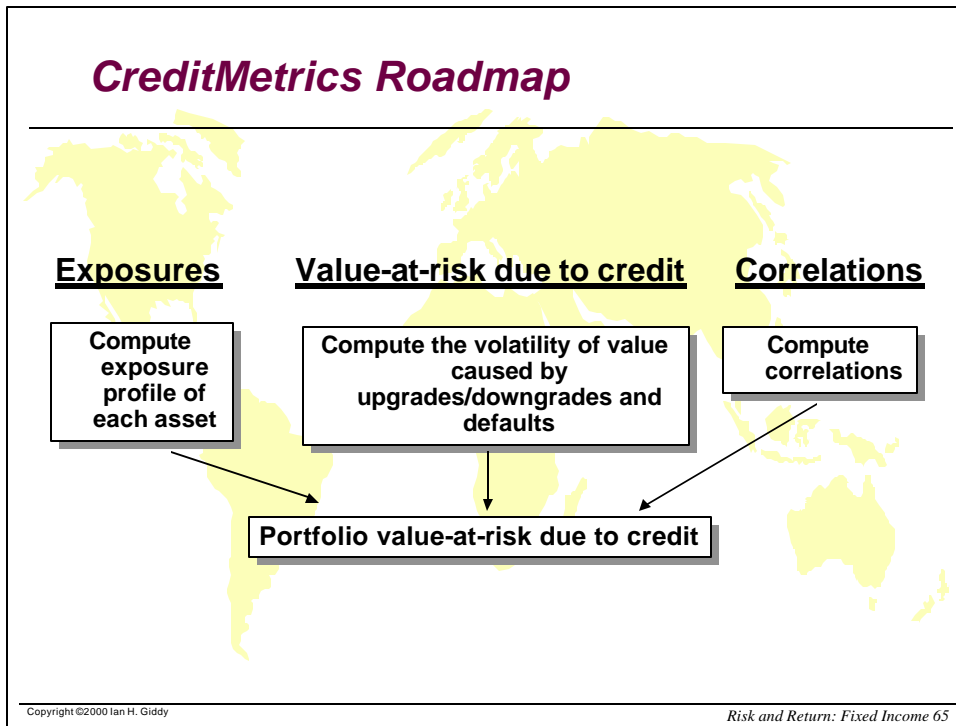 CreditMetrics Roadmap
Exposures
Compute
exposure
profile of
each asset
Value-at-risk due to credit
Compute the volatility of value
caused by
upgrades/downgrades and
defaults
Correlations
Compute
correlations
Portfolio value-at-risk due to credit
Copyright ©2000 Ian H. Giddy
Risk and Return: Fixed Income 65